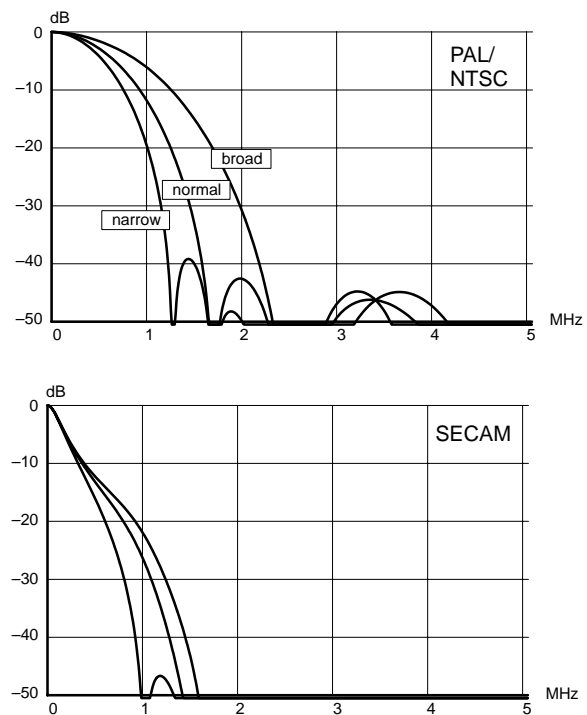 dB
0
PAL/
NTSC
–10
–20
broad
normal
–30
narrow
–40
–50
0 1 2 3 4 5 MHz
dB
0
SECAM
–10
–20
–30
–40
–50
0 1 2 3 4 5 MHz